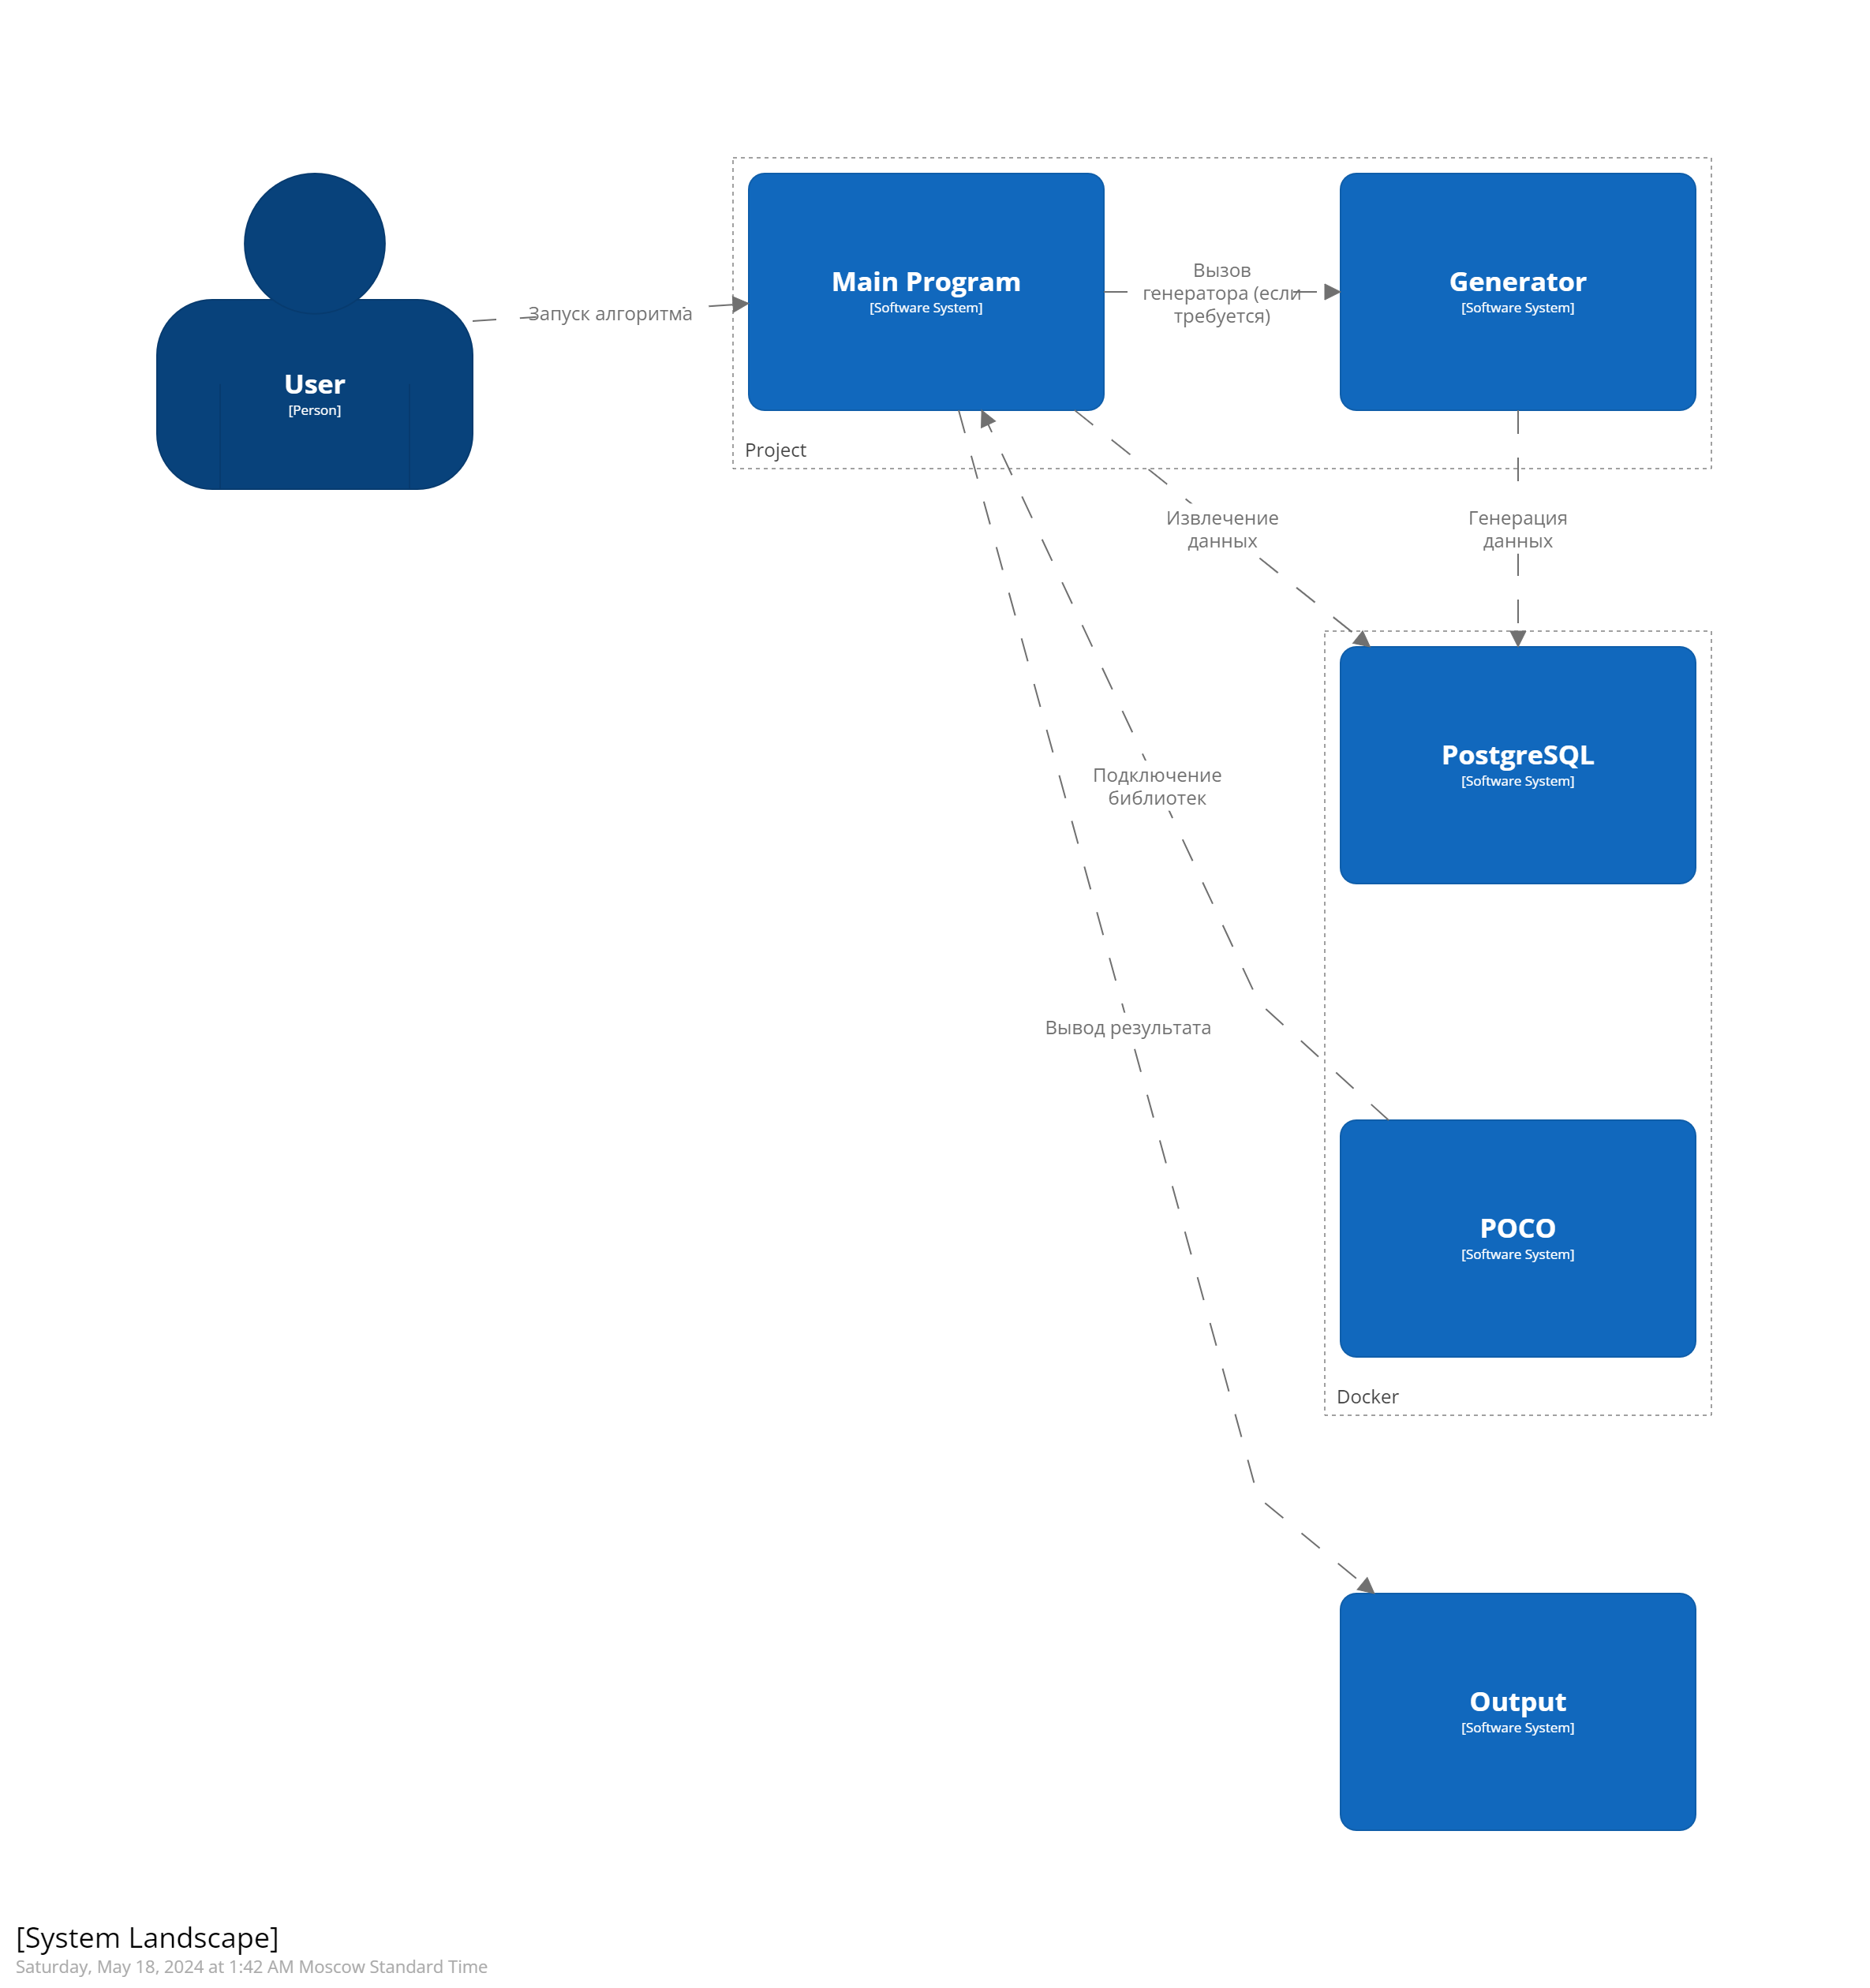 User
[Person]
Запуск алгоритма
Main Program
[Software System]
Вызов
генератора (если
требуется)
Generator
[Software System]
Project
Извлечение
данных
Генерация
данных
PostgreSQL
[Software System]
Подключение
библиотек
Вывод результата
POCO
[Software System]
Docker
Output
[Software System]
[System Landscape]
Saturday, May 18, 2024 at 1:42 AM Moscow Standard Time